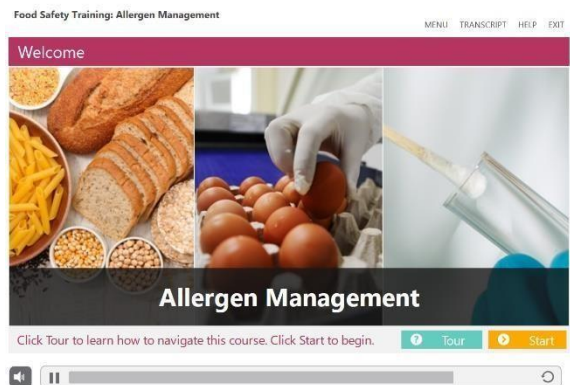 Food Safety Training: Allergen Management
MENU TRANSCRIPT HELP EXIT
Welcome
Allergen Management
Click Tour to learn how to navigate this course. Click Start to begin.
Tour
Start